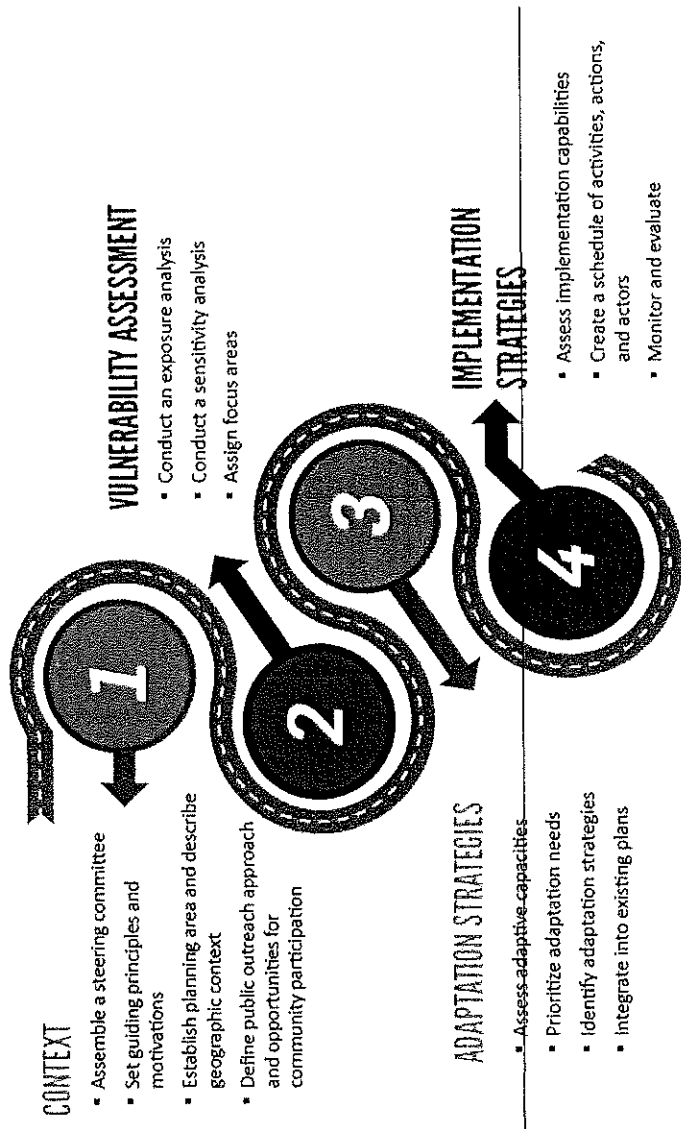 CONTEXT
▪ Assemble a steering committee
▪ Set guiding principles and
motivations
▪ Establish planning area and describe
geographic context
▪ Define public outreach approach
and opportunities for
community participation
1
VULNERABILITY ASSESSMENT
▪ Conduct an exposure analysis
▪ Conduct a sensitivity analysis
▪ Assign focus areas
2
ADAPTATION STRATEGIES
▪ Assess adaptive capacities
▪ Prioritize adaptation needs
▪ Identify adaptation strategies
▪ Integrate into existing plans
3
IMPLEMENTATION
STRATEGIES
▪ Assess implementation capabilities
▪ Create a schedule of activities, actions,
and actors
▪ Monitor and evaluate
4